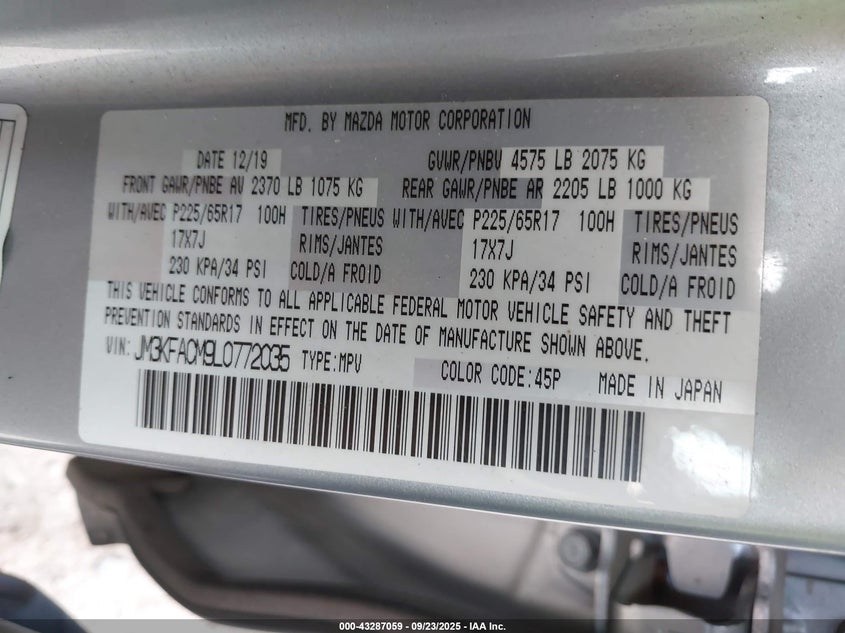 MFD. BY MAZDA MOTOR CORPORATION
DATE 12/19 GVWR/PNBV 4575 LB 2075 KG
FRONT GAWR/PNBE AV 2370 LB 1075 KG REAR GAWR/PNBE AR 2205 LB 1000 KG
WITH/AVEC P225/65R17 100H TIRES/PNEUS WITH/AVEC P225/65R17 100H TIRES/PNEUS
17X7J RIMS/JANTES 17X7J RIMS/JANTES
230 KPA/34 PSI COLD/A FROID 230 KPA/34 PSI COLD/A FROID
THIS VEHICLE CONFORMS TO ALL APPLICABLE FEDERAL MOTOR VEHICLE SAFETY AND THEFT
PREVENTION STANDARDS IN EFFECT ON THE DATE OF MANUFACTURE SHOWN ABOVE.
VIN: JM3KFACM9L0772035 TYPE:MPV COLOR CODE:45P MADE IN JAPAN
000-43287059 - 09/23/2025 - IAA Inc.